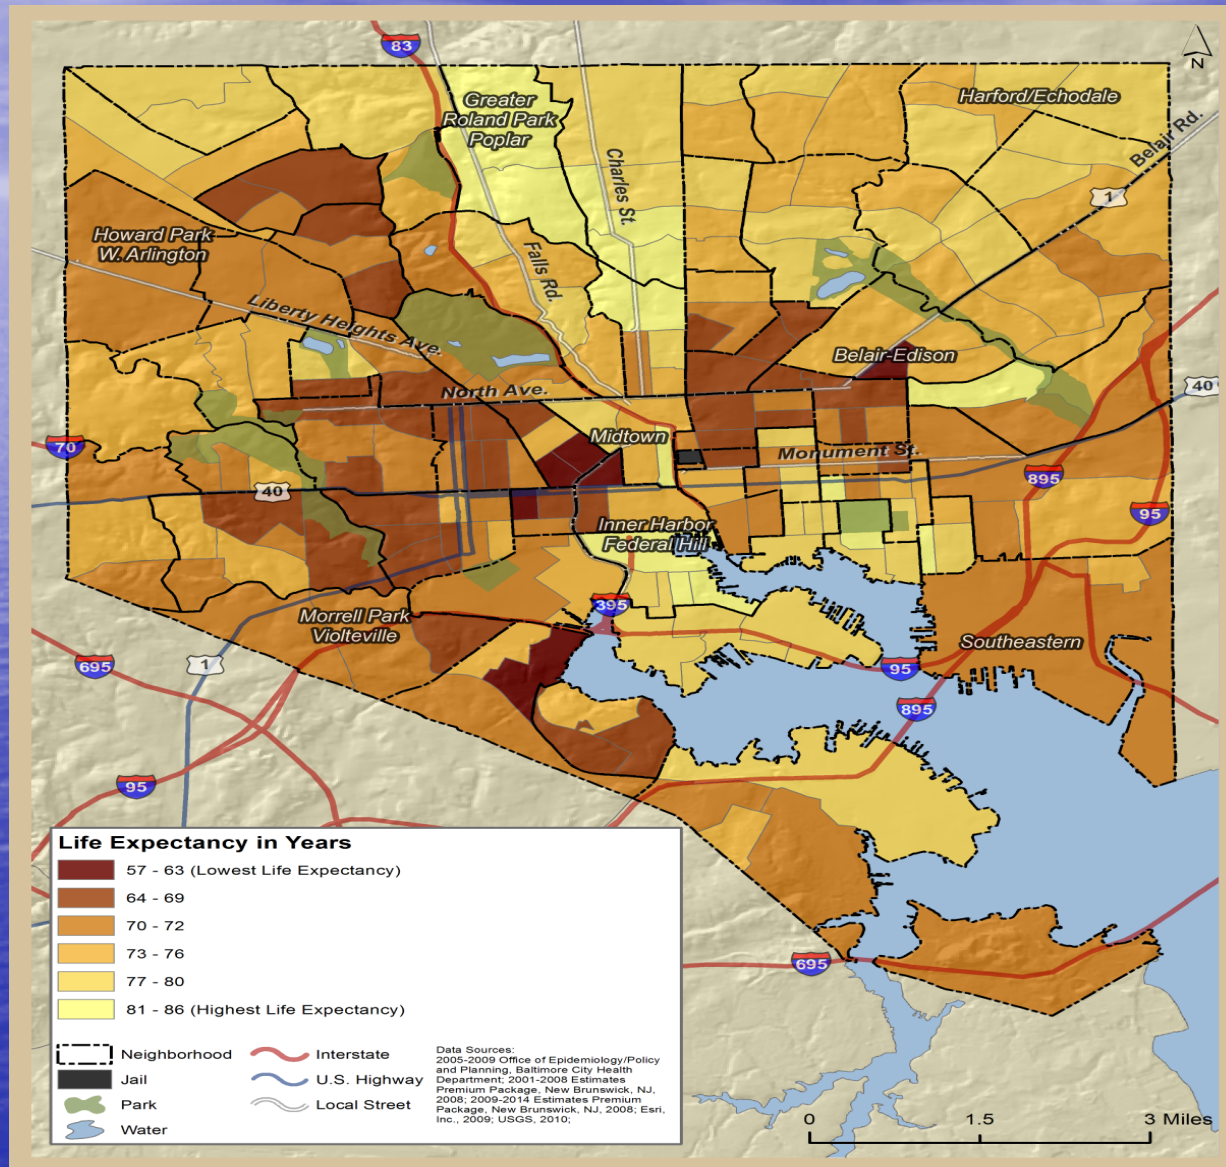 83
N
Greater
Roland Park
Poplar
Harford/Echodale
Charles St.
Belair Rd.
1
Howard Park
W. Arlington
Falls Rd.
Liberty Heights Ave.
Belair-Edison
North Ave.
40
Midtown
70
Monument St.
895
40
95
Inner Harbor
Federal Hill
395
Morrell Park
Violteville
Southeastern
695
1
95
895
95
Life Expectancy in Years
57 - 63 (Lowest Life Expectancy)
64 - 69
70 - 72
73 - 76
77 - 80
81 - 86 (Highest Life Expectancy)
Neighborhood
Jail
Park
Water
Interstate
U.S. Highway
Local Street
Data Sources:
2005-2009 Office of Epidemiology/Policy
and Planning, Baltimore City Health
Department; 2001-2008 Estimates
Premium Package, New Brunswick, NJ,
2008; 2009-2014 Estimates Premium
Package, New Brunswick, NJ, 2008; Esri,
Inc., 2009; USGS, 2010;
695
0 1.5 3 Miles